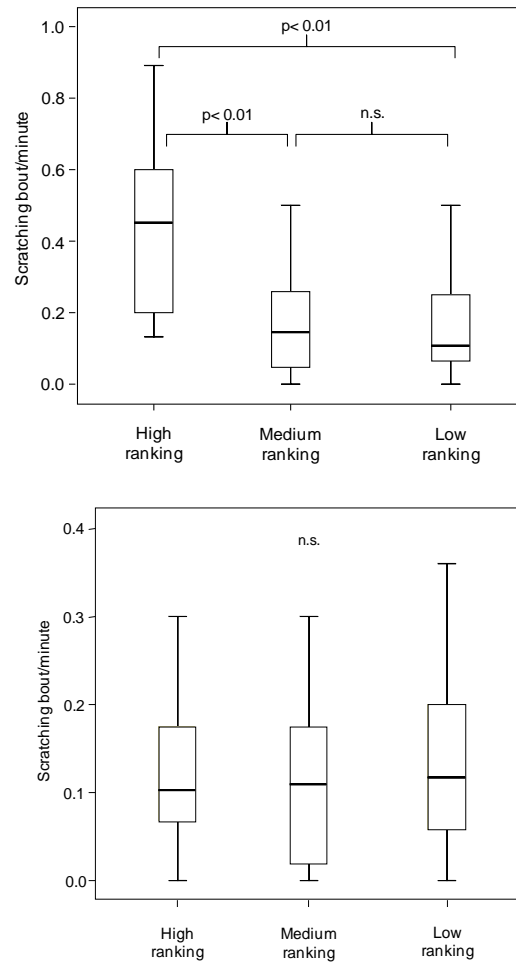 1.0
0.8
0.6
0.4
0.2
0.0
Scratching bout/minute
p< 0.01
p< 0.01
n.s.
High
ranking
Medium
ranking
Low
ranking
0.4
0.3
0.2
0.1
0.0
Scratching bout/minute
n.s.
High
ranking
Medium
ranking
Low
ranking